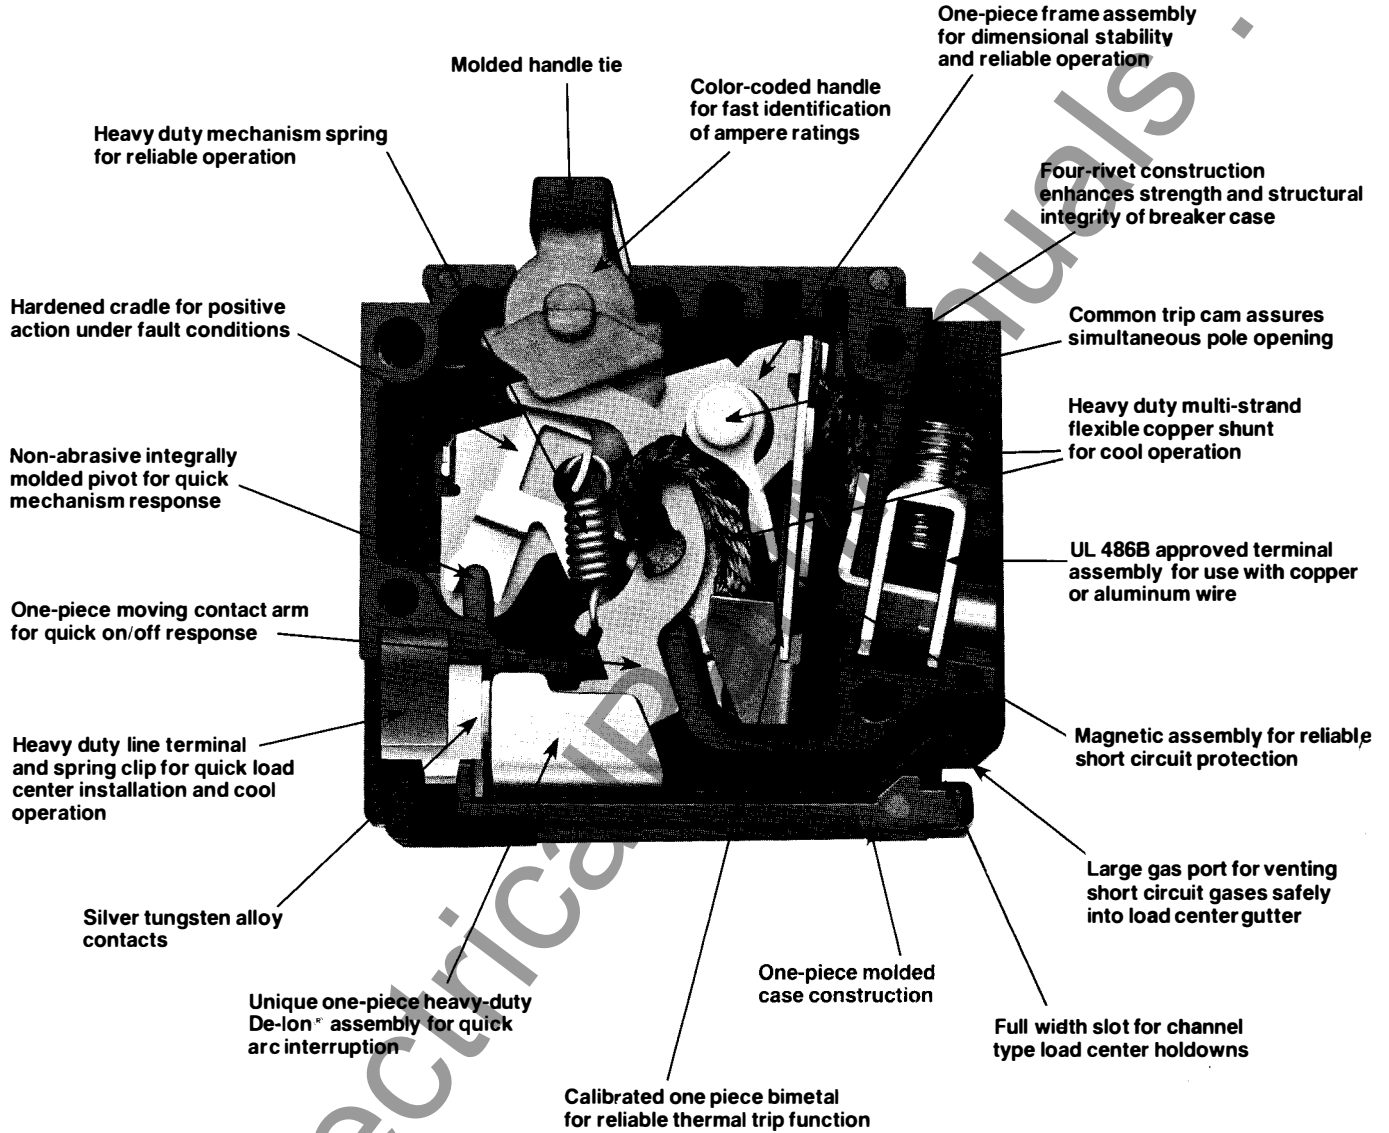 One-piece frame assembly
for dimensional stability
and reliable operation
Molded handle tie
Color-coded handle
for fast identification
of ampere ratings
Heavy duty mechanism spring
for reliable operation
Four-rivet construction
enhances strength and structural
integrity of breaker case
Hardened cradle for positive
action under fault conditions
Common trip cam assures
simultaneous pole opening
Heavy duty multi-strand
flexible copper shunt
for cool operation
Non-abrasive integrally
molded pivot for quick
mechanism response
UL 486B approved terminal
assembly for use with copper
or aluminum wire
One-piece moving contact arm
for quick on/off response
Heavy duty line terminal
and spring clip for quick load
center installation and cool
operation
Magnetic assembly for reliable
short circuit protection
Large gas port for venting
short circuit gases safely
into load center gutter
Silver tungsten alloy
contacts
One-piece molded
case construction
Unique one-piece heavy-duty
De-Ion® assembly for quick
arc interruption
Full width slot for channel
type load center holdowns
Calibrated one piece bimetal
for reliable thermal trip function